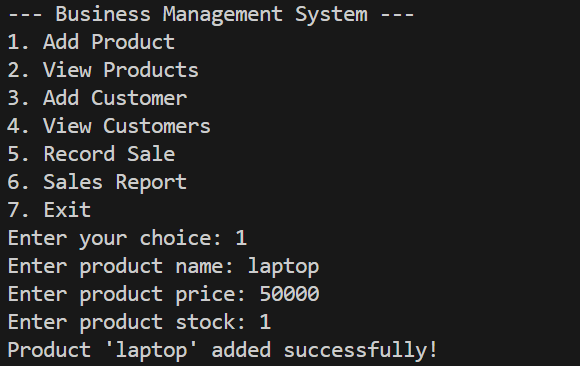 --- Business Management System ---
1. Add Product
2. View Products
3. Add Customer
4. View Customers
5. Record Sale
6. Sales Report
7. Exit
Enter your choice: 1
Enter product name: laptop
Enter product price: 50000
Enter product stock: 1
Product 'laptop' added successfully!